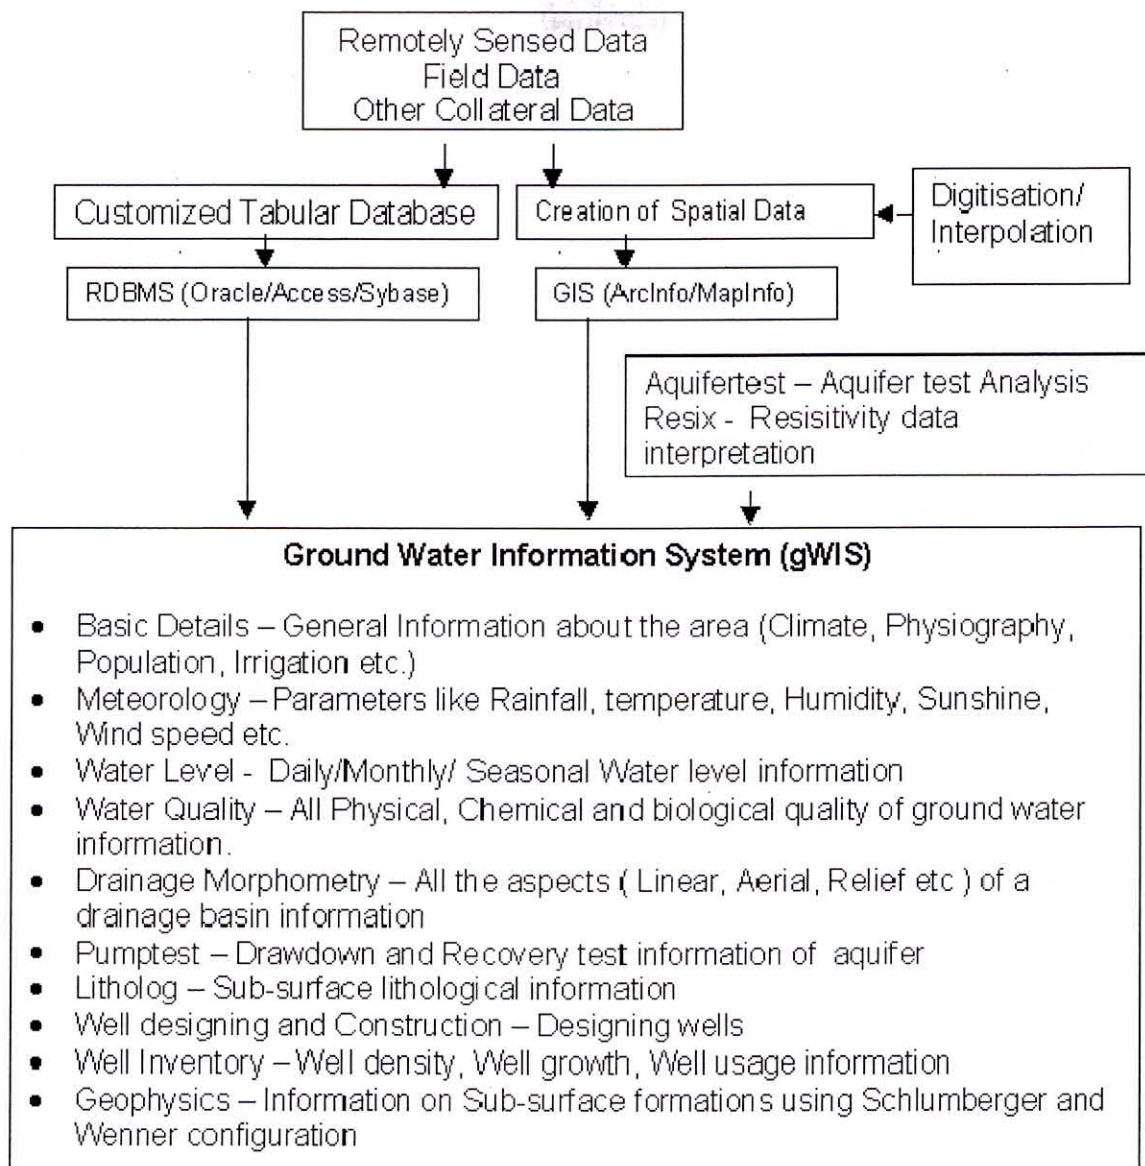 Remotely Sensed Data
Field Data
Other Collateral Data
Customized Tabular Database
Creation of Spatial Data
Digitisation/
Interpolation
RDBMS (Oracle/Access/Sybase)
GIS (ArcInfo/MapInfo)
Aquifertest – Aquifer test Analysis
Resix - Resisitivity data
interpretation
Ground Water Information System (gWIS)
• Basic Details – General Information about the area (Climate, Physiography,
Population, Irrigation etc.)
• Meteorology – Parameters like Rainfall, temperature, Humidity, Sunshine,
Wind speed etc.
• Water Level - Daily/Monthly/ Seasonal Water level information
• Water Quality – All Physical, Chemical and biological quality of ground water
information.
• Drainage Morphometry – All the aspects ( Linear, Aerial, Relief etc ) of a
drainage basin information
• Pumptest – Drawdown and Recovery test information of aquifer
• Litholog – Sub-surface lithological information
• Well designing and Construction – Designing wells
• Well Inventory – Well density, Well growth, Well usage information
• Geophysics – Information on Sub-surface formations using Schlumberger and
Wenner configuration